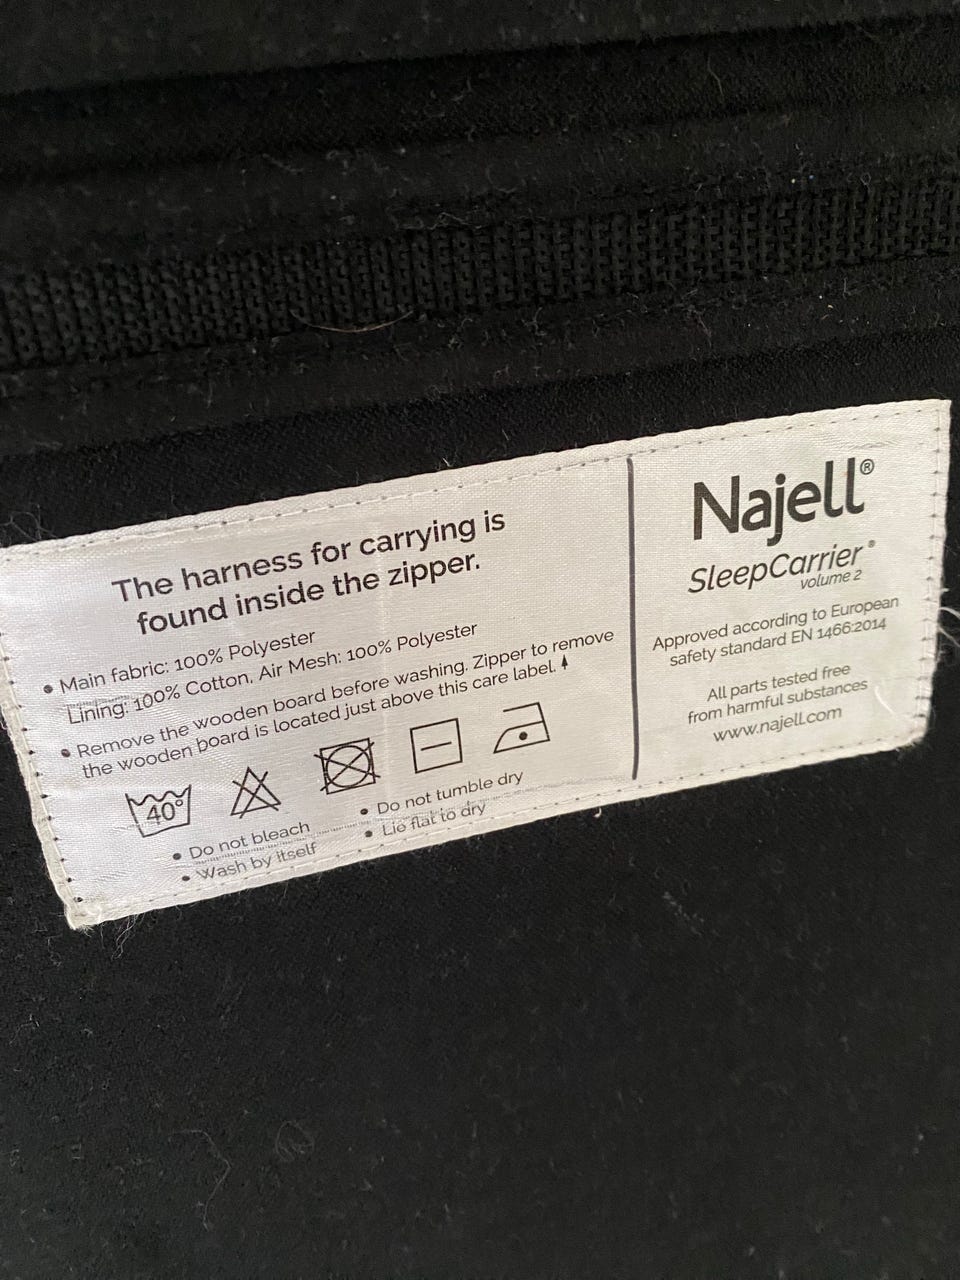 The harness for carrying is
found inside the zipper.
• Main fabric: 100% Polyester
Lining: 100% Cotton, Air Mesh: 100% Polyester
• Remove the wooden board before washing. Zipper to remove
the wooden board is located just above this care label.
40°
• Do not bleach
• Wash by itself
• Do not tumble dry
• Lie flat to dry
Najell®
SleepCarrier®
volume 2
Approved according to European
safety standard EN 1466:2014
All parts tested free
from harmful substances
www.najell.com